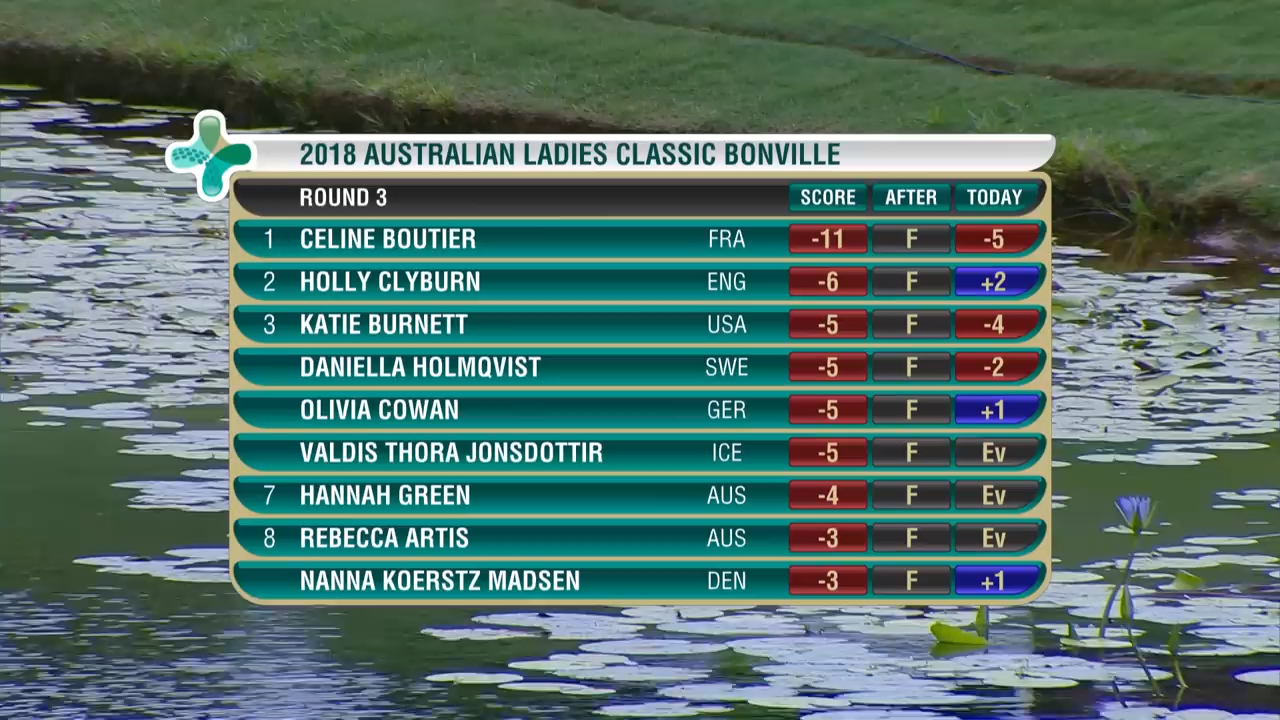 2018 AUSTRALIAN LADIES CLASSIC BONVILLE
ROUND 3 SCORE AFTER TODAY
1 CELINE BOUTIER FRA -11 F -5
2 HOLLY CLYBURN ENG -6 F +2
3 KATIE BURNETT USA -5 F -4
DANIELLA HOLMQVIST SWE -5 F -2
OLIVIA COWAN GER -5 F +1
VALDIS THORA JONSDOTTIR ICE -5 F Ev
7 HANNAH GREEN AUS -4 F Ev
8 REBECCA ARTIS AUS -3 F Ev
NANNA KOERSTZ MADSEN DEN -3 F +1